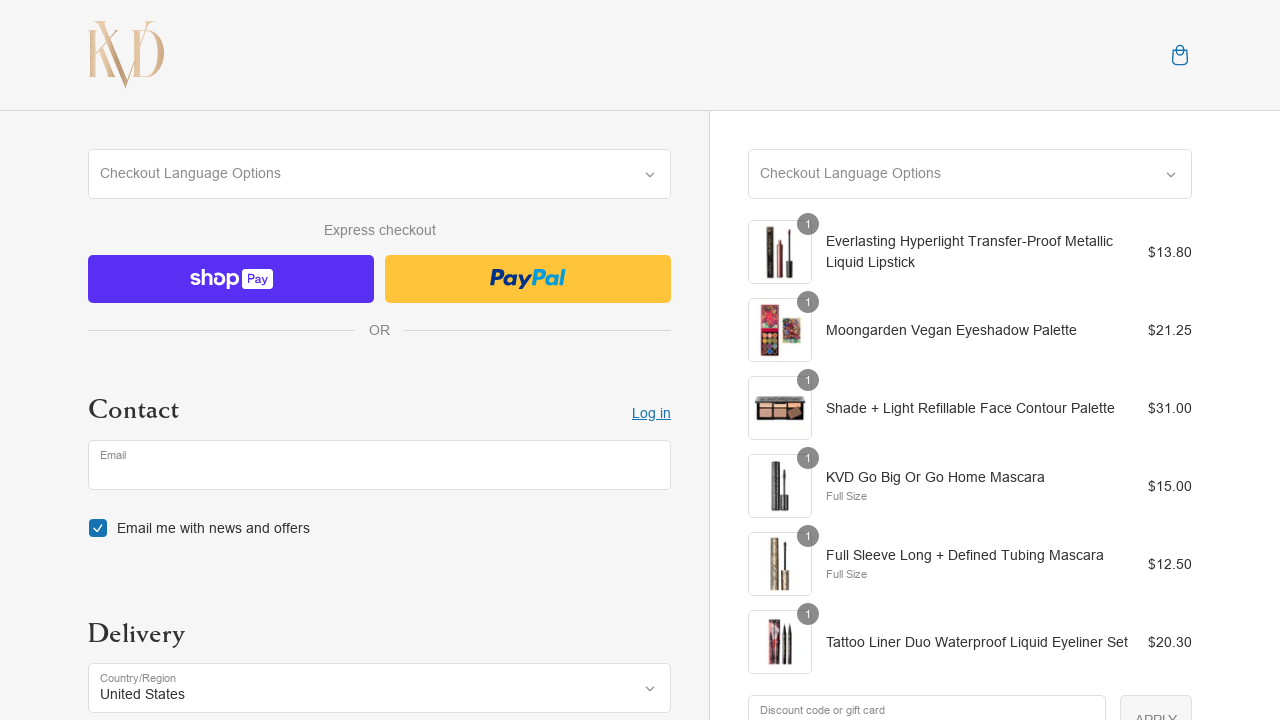 KVD
Checkout Language Options
Express checkout
shop Pay
PayPal
OR
Contact
Log in
Email
Email me with news and offers
Delivery
Country/Region
United States
Checkout Language Options
1
Everlasting Hyperlight Transfer-Proof Metallic
Liquid Lipstick
$13.80
1
Moongarden Vegan Eyeshadow Palette
$21.25
1
Shade + Light Refillable Face Contour Palette
$31.00
1
KVD Go Big Or Go Home Mascara
Full Size
$15.00
1
Full Sleeve Long + Defined Tubing Mascara
Full Size
$12.50
1
Tattoo Liner Duo Waterproof Liquid Eyeliner Set
$20.30
Discount code or gift card
APPLY